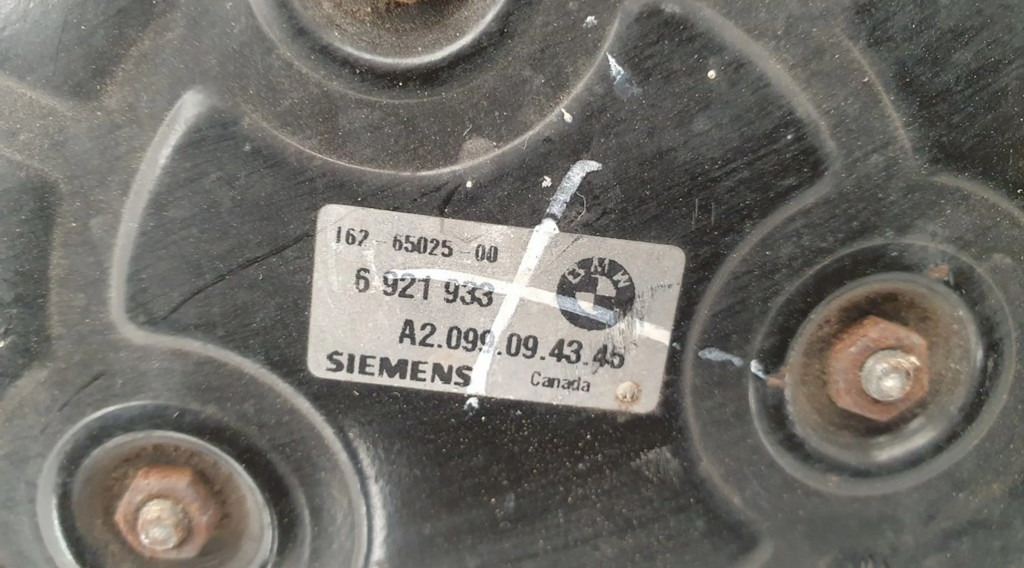 162-65025-00
6 921 933
BMW
A2.099.09.43.45
SIEMENS
Canada